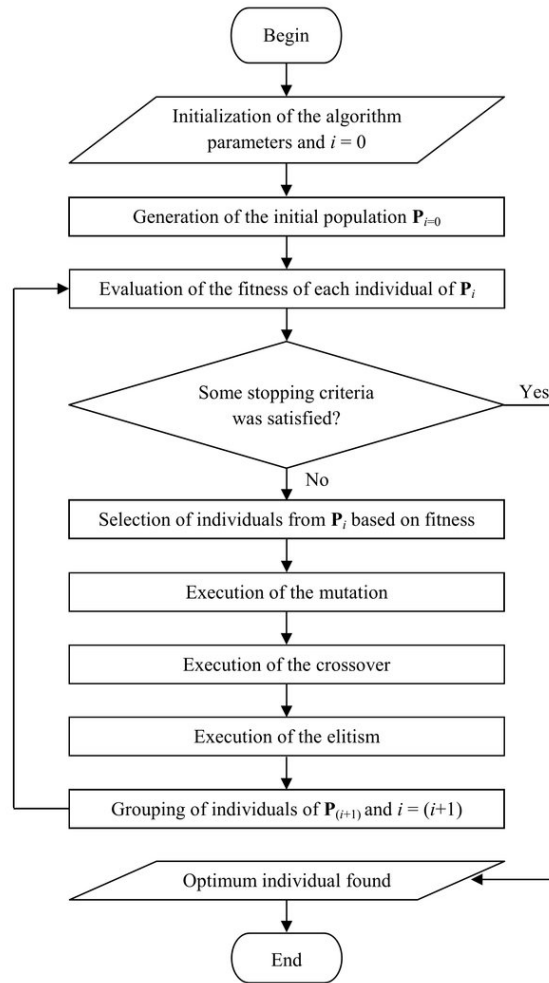 Begin
Initialization of the algorithm
parameters and i = 0
Generation of the initial population P_{i=0}
Evaluation of the fitness of each individual of P_i
Some stopping criteria
was satisfied?
Yes
No
Selection of individuals from P_i based on fitness
Execution of the mutation
Execution of the crossover
Execution of the elitism
Grouping of individuals of P_{(i+1)} and i = (i+1)
Optimum individual found
End